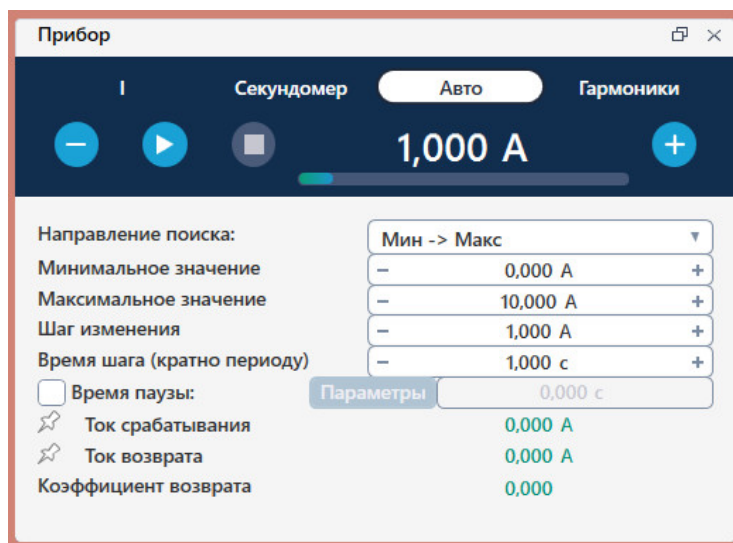 Прибор
I Секундомер Авто Гармоники
1,000 А
Направление поиска: Мин -> Макс
Минимальное значение − 0,000 А +
Максимальное значение − 10,000 А +
Шаг изменения − 1,000 А +
Время шага (кратно периоду) − 1,000 с +
Время паузы: Параметры 0,000 с
Ток срабатывания 0,000 А
Ток возврата 0,000 А
Коэффициент возврата 0,000